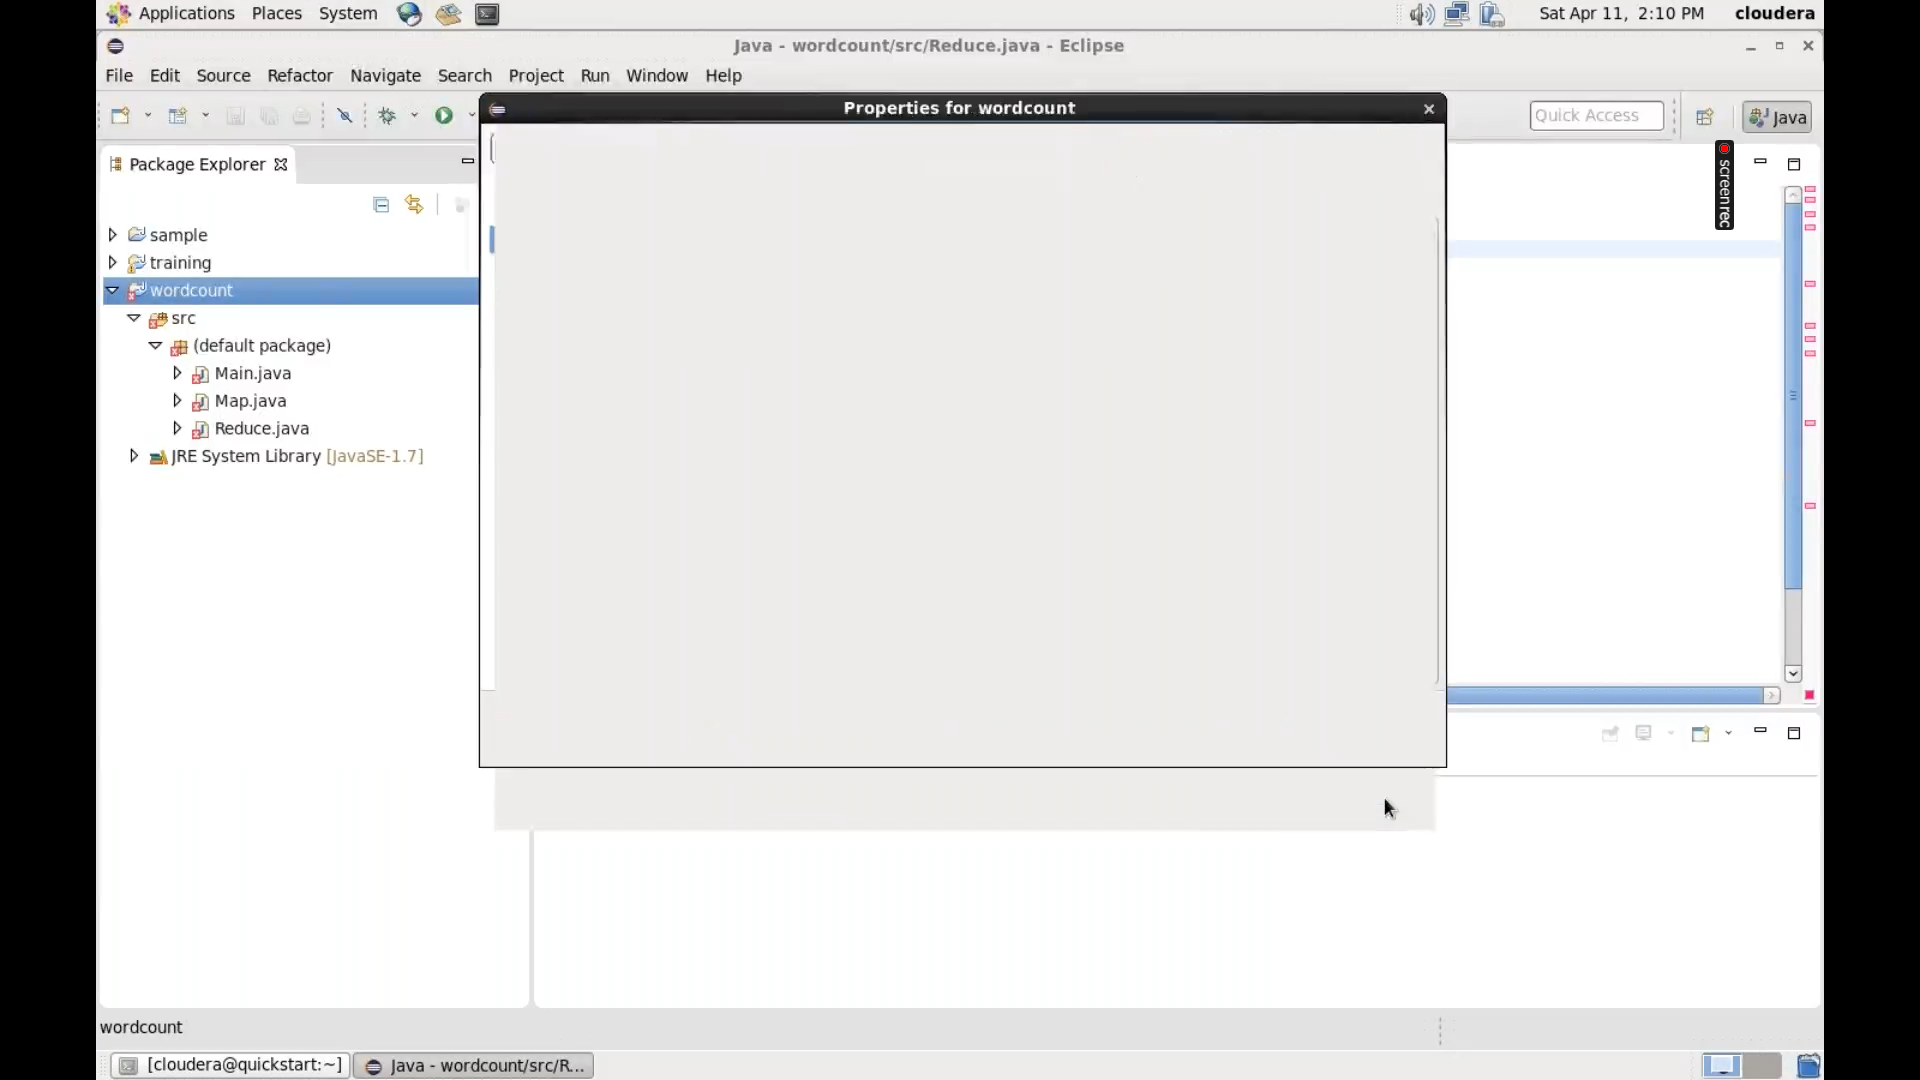 Applications Places System Sat Apr 11, 2:10 PM cloudera
Java - wordcount/src/Reduce.java - Eclipse
File Edit Source Refactor Navigate Search Project Run Window Help
Properties for wordcount
Quick Access
Java
Package Explorer
screenrec
sample
training
wordcount
src
(default package)
Main.java
Map.java
Reduce.java
JRE System Library [JavaSE-1.7]
wordcount
[cloudera@quickstart:~] Java - wordcount/src/R...